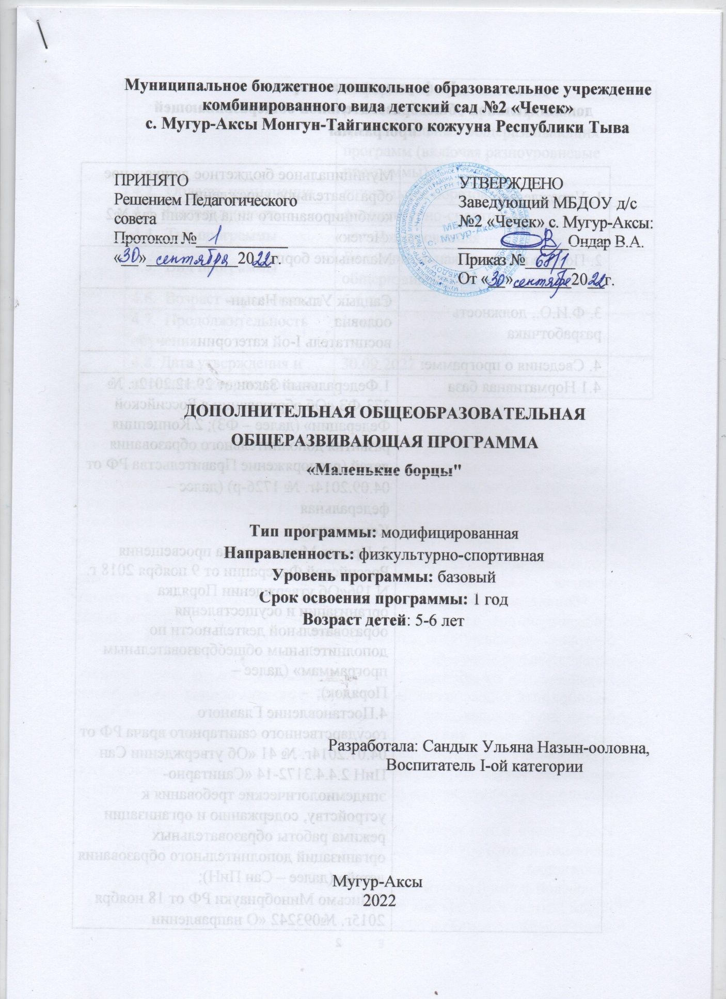 Муниципальное бюджетное дошкольное образовательное учреждение
комбинированного вида детский сад №2 «Чечек»
с. Мугур-Аксы Монгун-Тайгинского кожууна Республики Тыва
ПРИНЯТО
Решением Педагогического
совета
Протокол № 1
«30» сентября 2022г.
УТВЕРЖДЕНО
Заведующий МБДОУ д/с
№2 «Чечек» с. Мугур-Аксы:
Ондар В.А.
Приказ № 68/1
От «30» сентября 2022г.
ДОПОЛНИТЕЛЬНАЯ ОБЩЕОБРАЗОВАТЕЛЬНАЯ
ОБЩЕРАЗВИВАЮЩАЯ ПРОГРАММА
«Маленькие борцы"
Тип программы: модифицированная
Направленность: физкультурно-спортивная
Уровень программы: базовый
Срок освоения программы: 1 год
Возраст детей: 5-6 лет
Разработала: Сандык Ульяна Назын-ооловна,
Воспитатель I-ой категории
Мугур-Аксы
2022